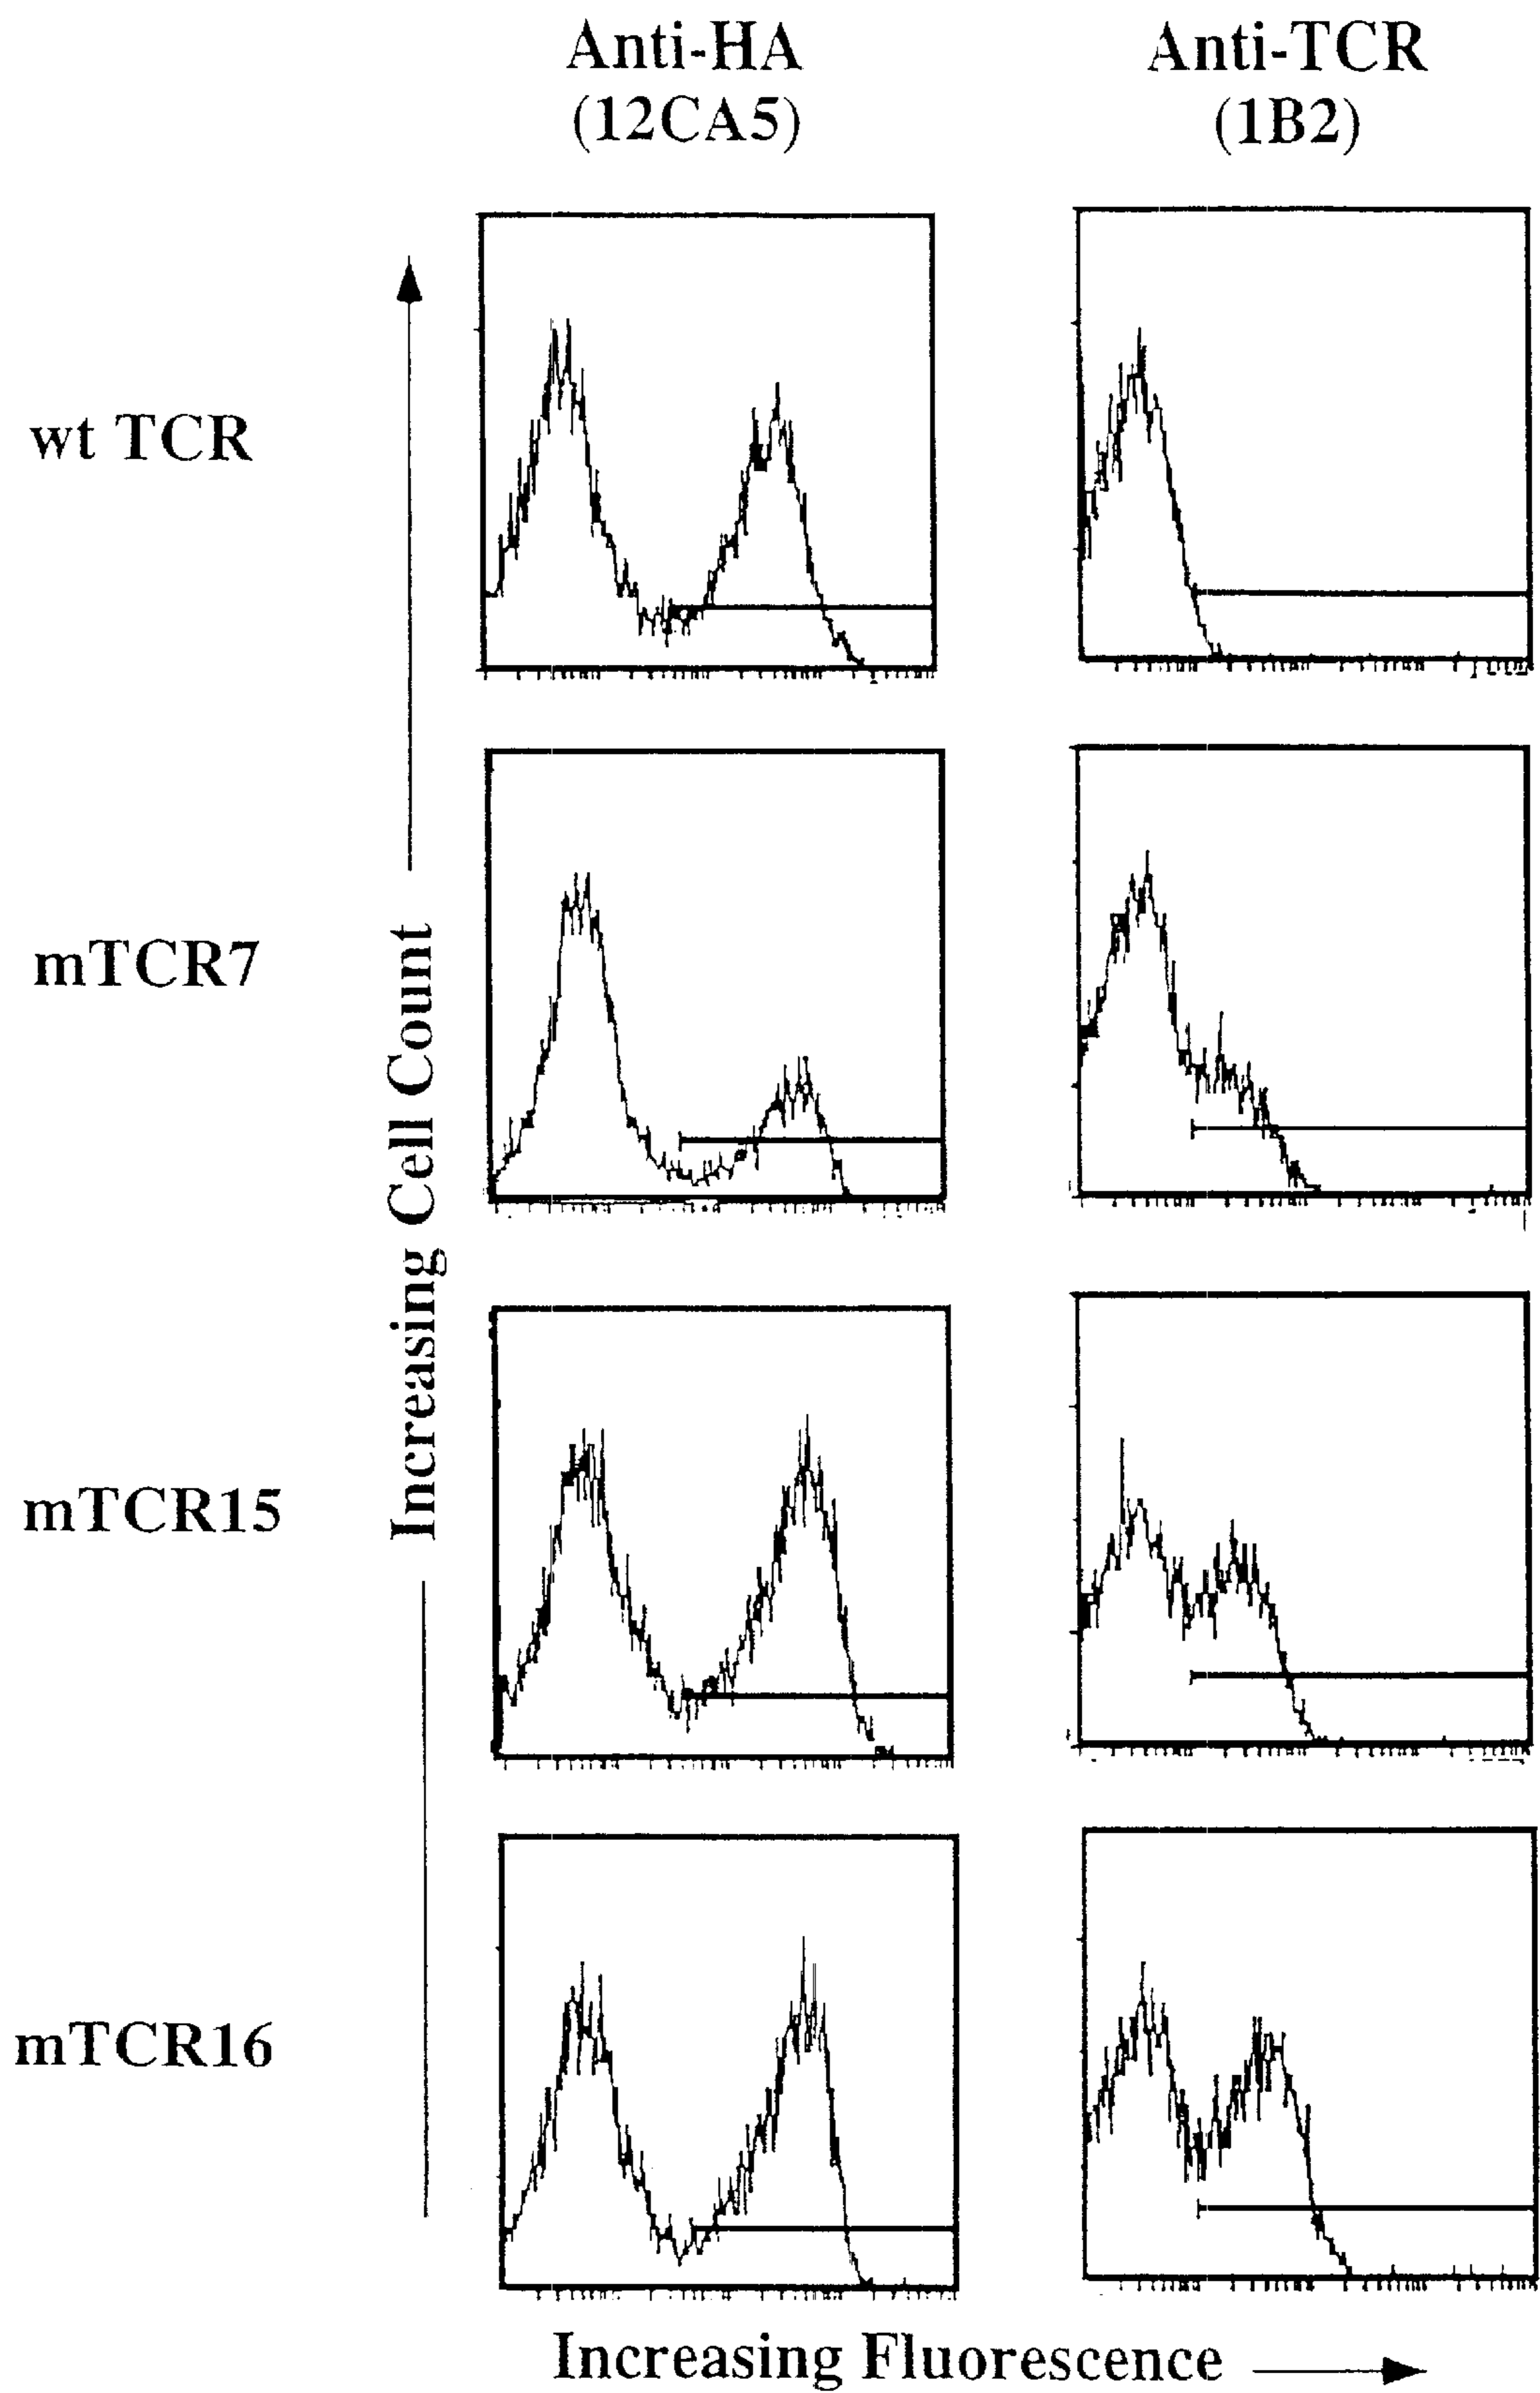 Anti-HA
(12CA5)
Anti-TCR
(1B2)
wt TCR
mTCR7
mTCR15
mTCR16
Increasing Cell Count
Increasing Fluorescence